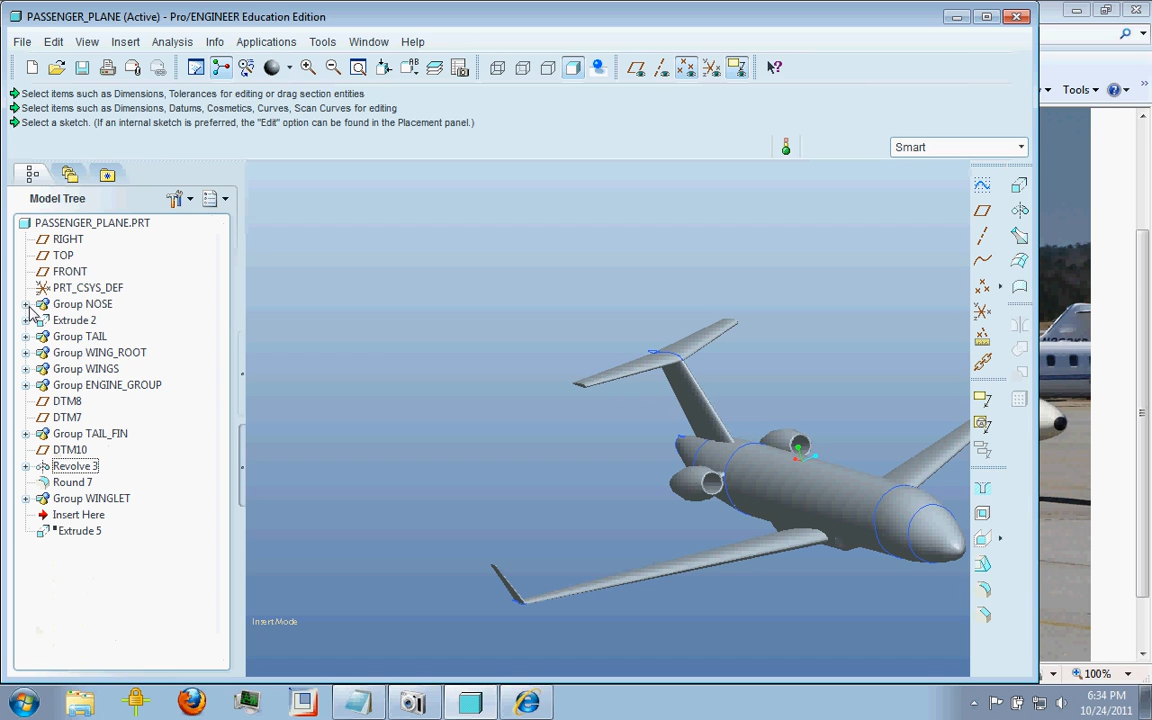 PASSENGER_PLANE (Active) - Pro/ENGINEER Education Edition
File Edit View Insert Analysis Info Applications Tools Window Help
Tools
Select items such as Dimensions, Tolerances for editing or drag section entities
Select items such as Dimensions, Datums, Cosmetics, Curves, Scan Curves for editing
Select a sketch. (If an internal sketch is preferred, the "Edit" option can be found in the Placement panel.)
Smart
Model Tree
PASSENGER_PLANE.PRT
RIGHT
TOP
FRONT
PRT_CSYS_DEF
Group NOSE
Extrude 2
Group TAIL
Group WING_ROOT
Group WINGS
Group ENGINE_GROUP
DTM8
DTM7
Group TAIL_FIN
DTM10
Revolve 3
Round 7
Group WINGLET
Insert Here
Extrude 5
Insert Mode
100%
6:34 PM
10/24/2011